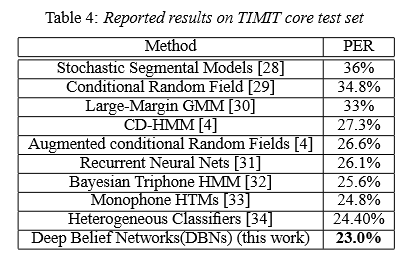 Table 4: Reported results on TIMIT core test set
Method PER
Stochastic Segmental Models [28] 36%
Conditional Random Field [29] 34.8%
Large-Margin GMM [30] 33%
CD-HMM [4] 27.3%
Augmented conditional Random Fields [4] 26.6%
Recurrent Neural Nets [31] 26.1%
Bayesian Triphone HMM [32] 25.6%
Monophone HTMs [33] 24.8%
Heterogeneous Classifiers [34] 24.40%
Deep Belief Networks(DBNs) (this work) 23.0%